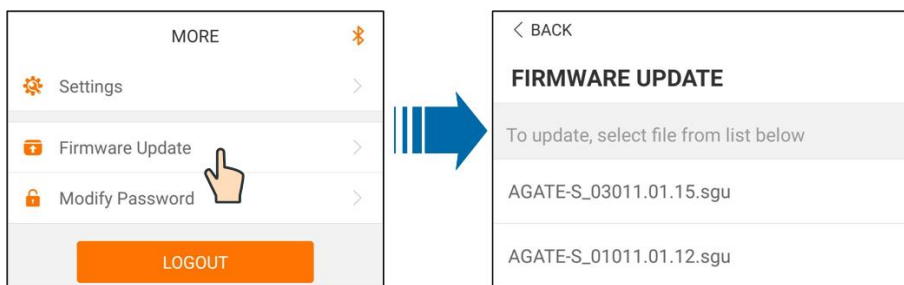 MORE
Settings
Firmware Update
Modify Password
LOGOUT
< BACK
FIRMWARE UPDATE
To update, select file from list below
AGATE-S_03011.01.15.sgu
AGATE-S_01011.01.12.sgu